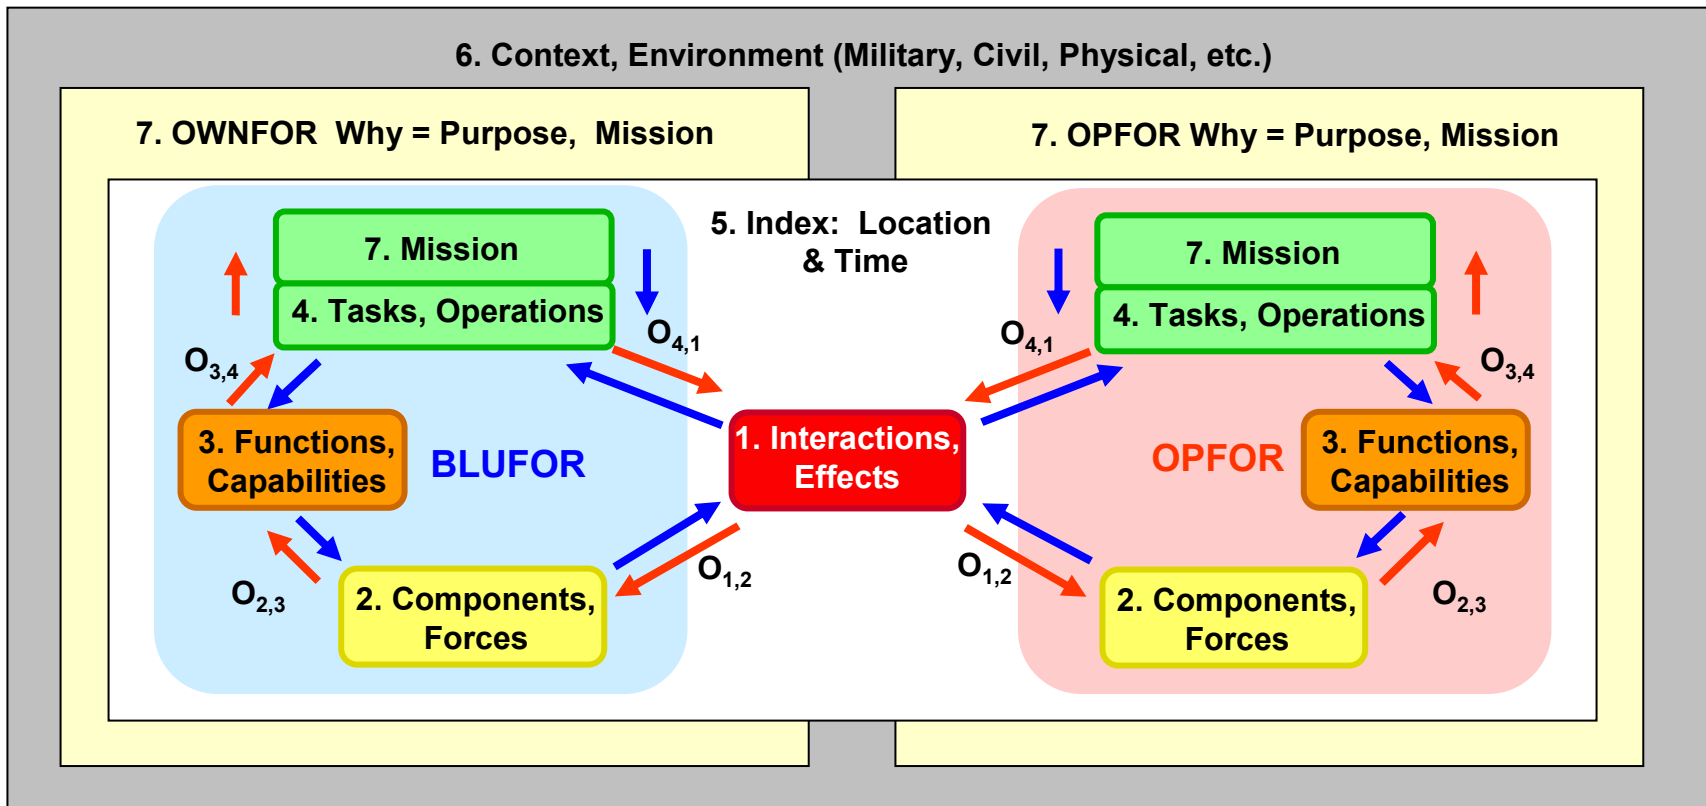 6. Context, Environment (Military, Civil, Physical, etc.)
7. OWNFOR  Why = Purpose,  Mission
7. OPFOR Why = Purpose, Mission
5. Index:  Location
& Time
7. Mission
4. Tasks, Operations
O4,1
O3,4
3. Functions,
Capabilities
BLUFOR
O2,3
2. Components,
Forces
O1,2
1. Interactions,
Effects
7. Mission
4. Tasks, Operations
O4,1
O3,4
OPFOR
3. Functions,
Capabilities
O1,2
2. Components,
Forces
O2,3